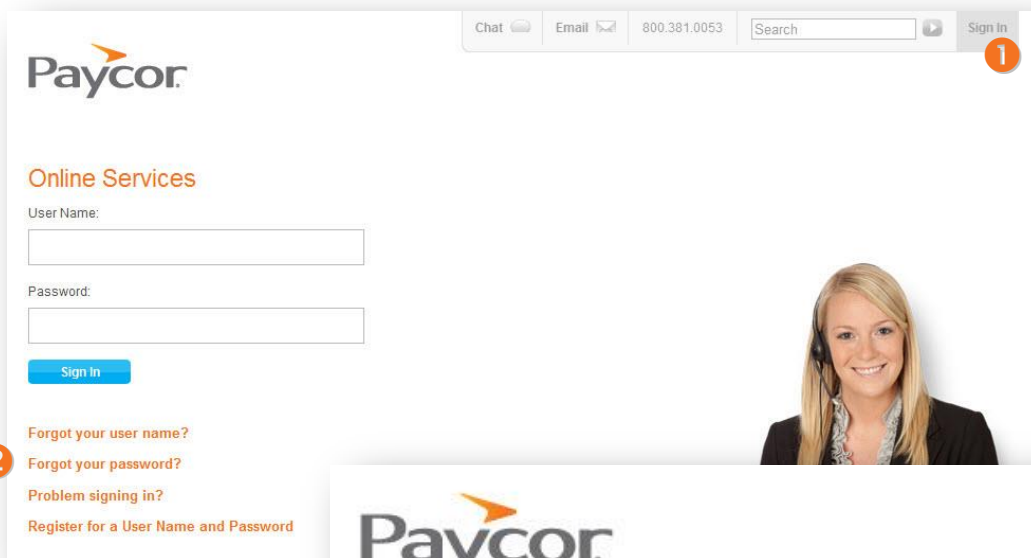 Chat Email 800.381.0053 Search Sign In
1
Paycor
Online Services
User Name:
Password:
Sign In
Forgot your user name?
2 Forgot your password?
Problem signing in?
Register for a User Name and Password
Paycor